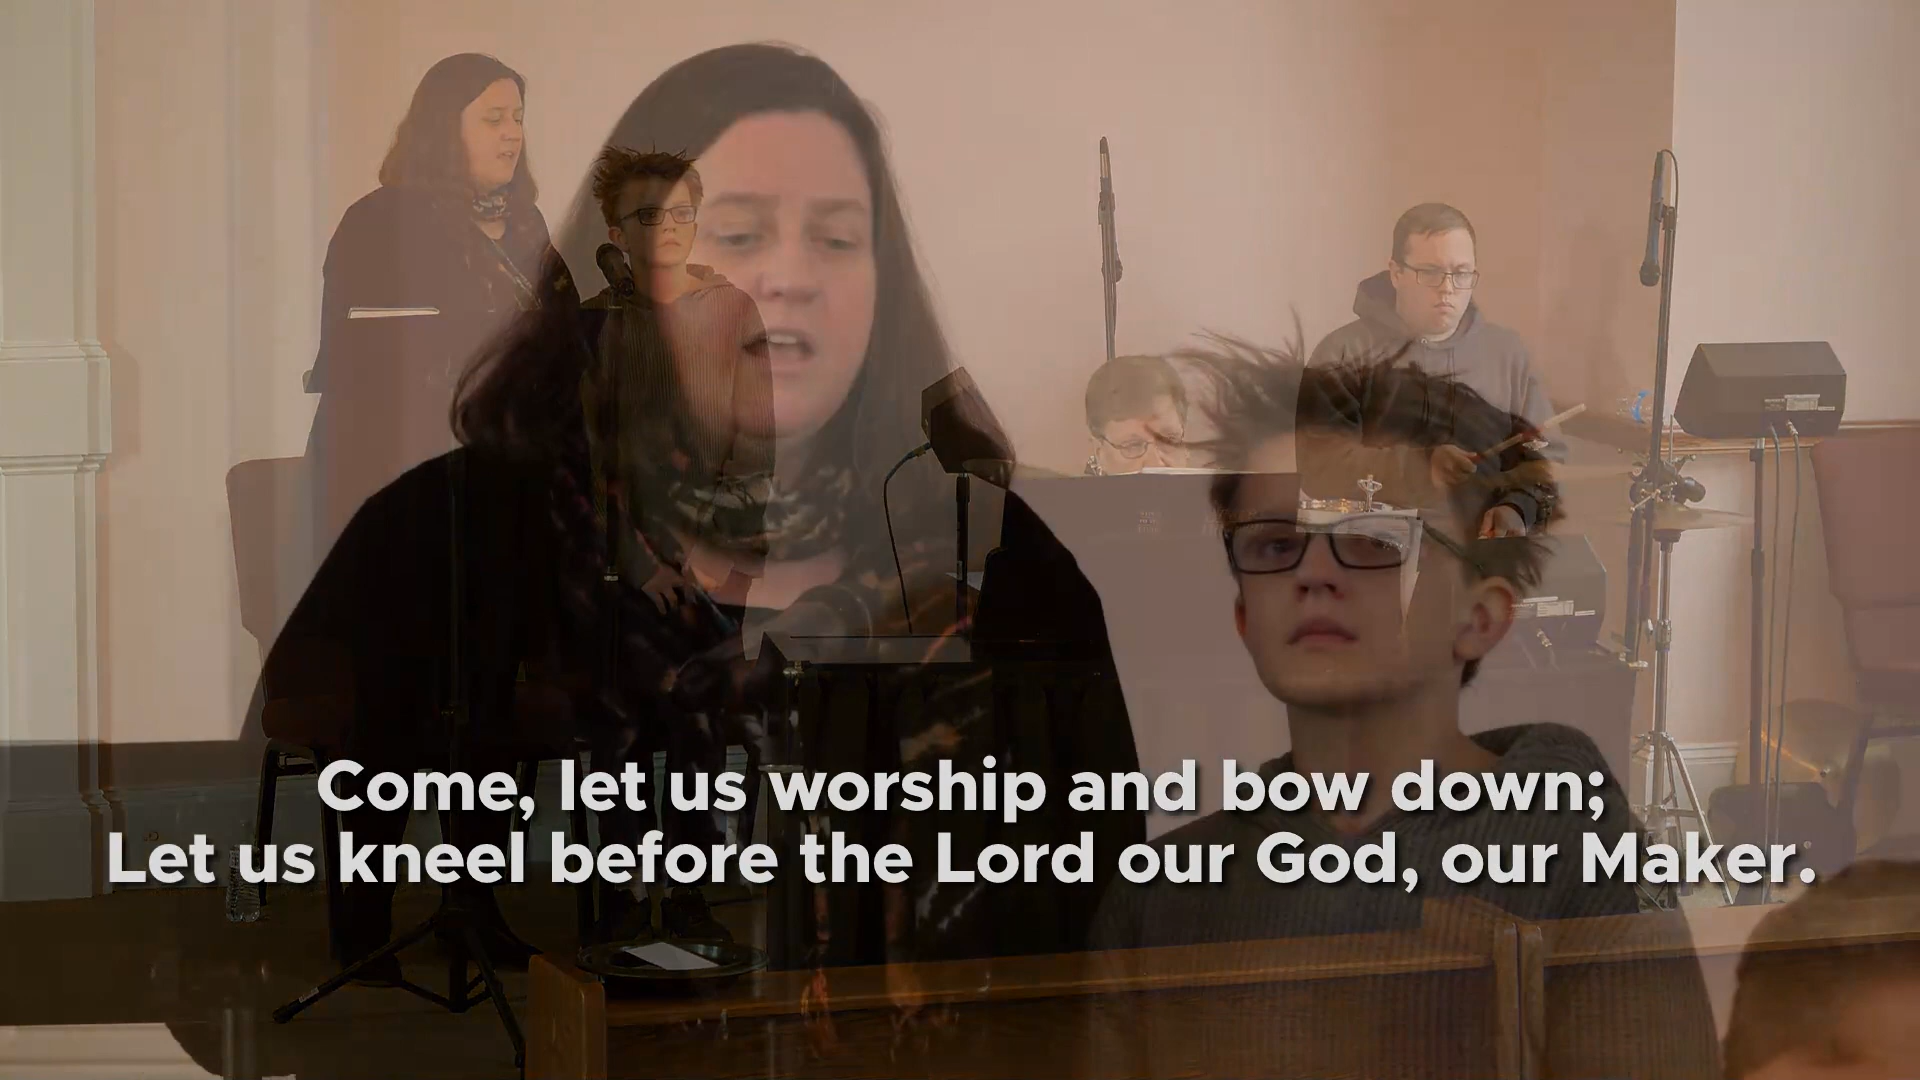 Come, let us worship and bow down;
Let us kneel before the Lord our God, our Maker.